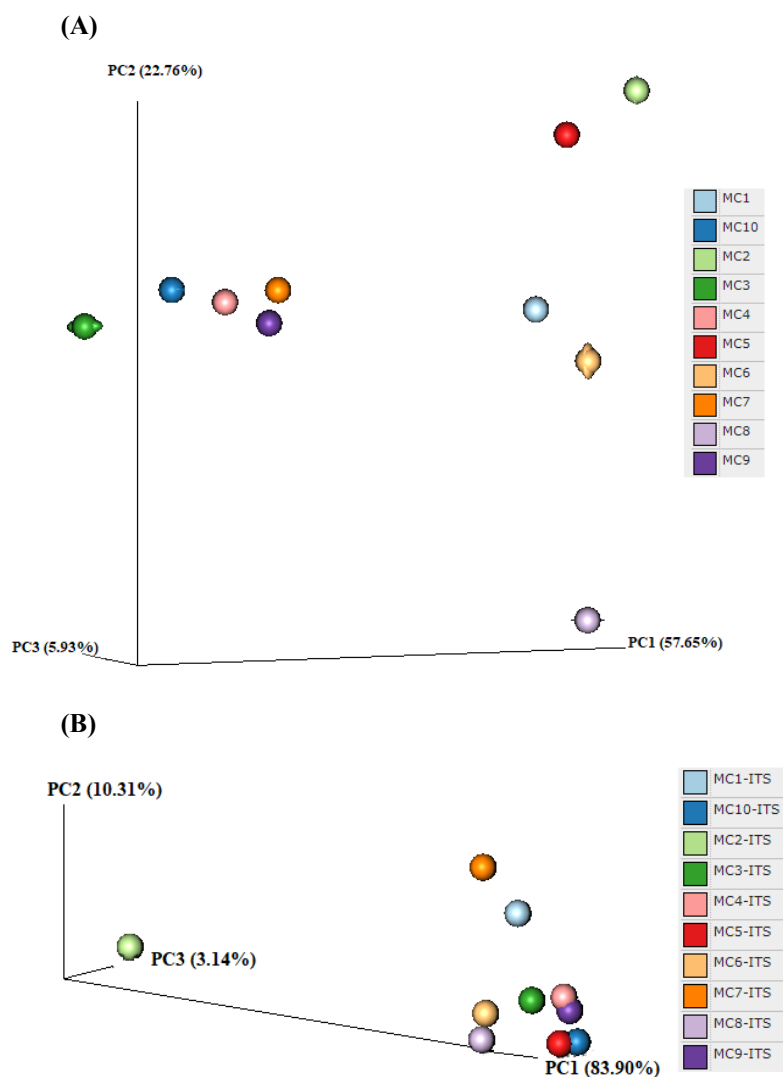 (A)
PC2 (22.76%)
MC1
MC10
MC2
MC3
MC4
MC5
MC6
MC7
MC8
MC9
PC3 (5.93%)
PC1 (57.65%)
(B)
PC2 (10.31%)
PC3 (3.14%)
PC1 (83.90%)
MC1-ITS
MC10-ITS
MC2-ITS
MC3-ITS
MC4-ITS
MC5-ITS
MC6-ITS
MC7-ITS
MC8-ITS
MC9-ITS